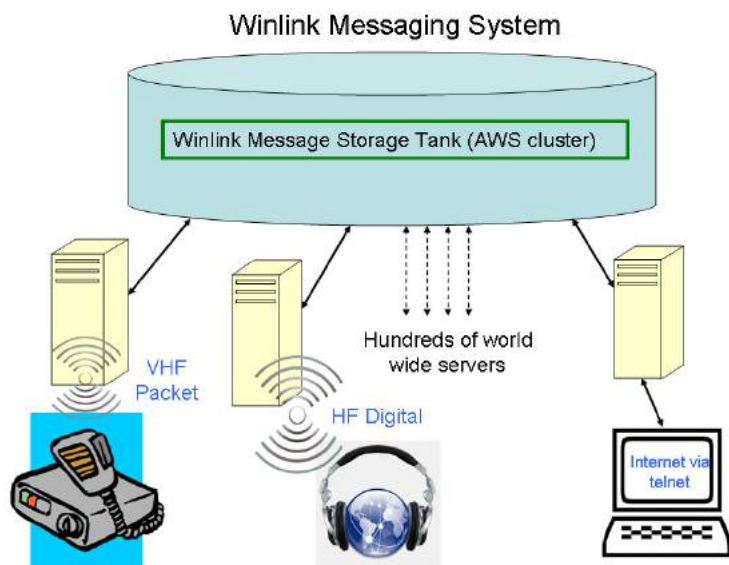 Winlink Messaging System
Winlink Message Storage Tank (AWS cluster)
Hundreds of world
wide servers
VHF
Packet
HF Digital
Internet via
telnet